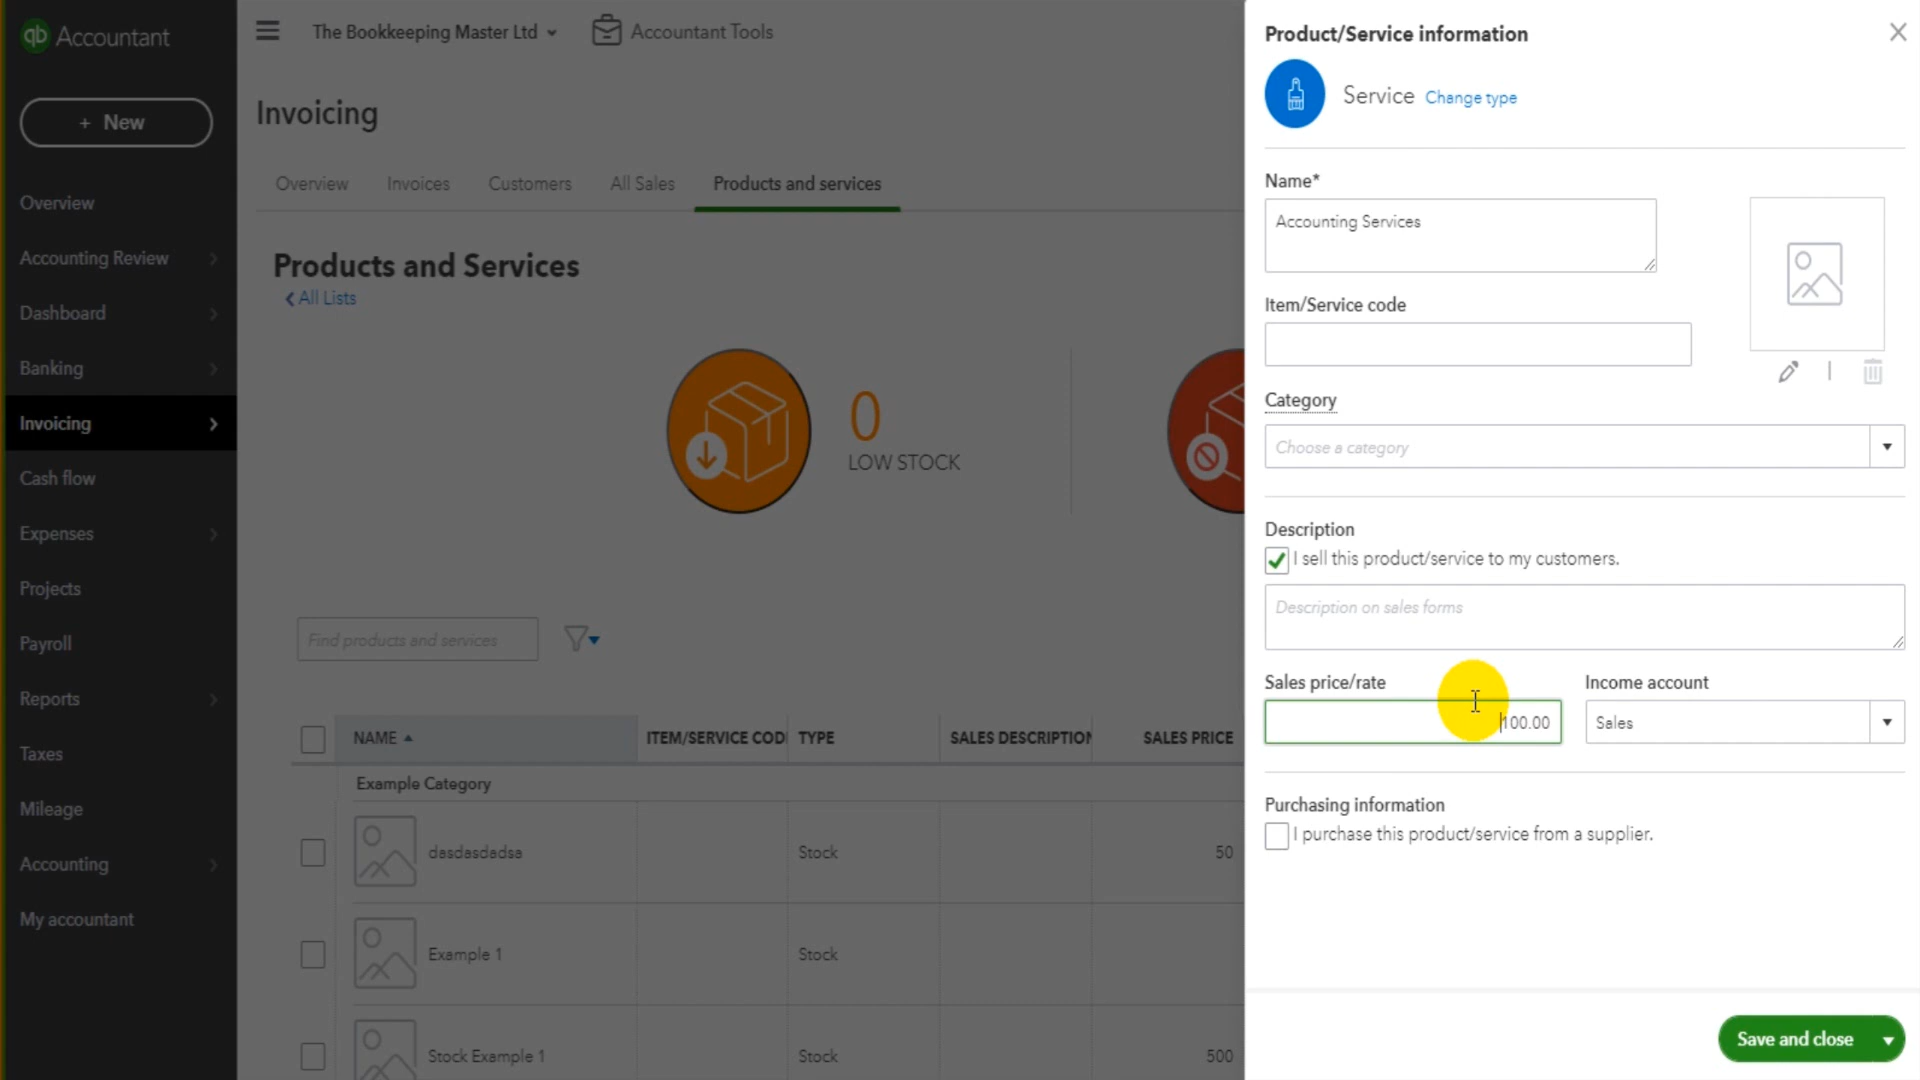 qb Accountant
The Bookkeeping Master Ltd
Accountant Tools
+ New
Overview
Accounting Review
Dashboard
Banking
Invoicing
Cash flow
Expenses
Projects
Payroll
Reports
Taxes
Mileage
Accounting
My accountant
Invoicing
Overview
Invoices
Customers
All Sales
Products and services
Products and Services
All Lists
0
LOW STOCK
Find products and services
NAME
ITEM/SERVICE COD
TYPE
SALES DESCRIPTION
SALES PRICE
Example Category
dasdasdadsa
Stock
50
Example 1
Stock
Stock Example 1
Stock
500
Product/Service information
Service
Change type
Name*
Accounting Services
Item/Service code
Category
Choose a category
Description
I sell this product/service to my customers.
Description on sales forms
Sales price/rate
100.00
Income account
Sales
Purchasing information
I purchase this product/service from a supplier.
Save and close